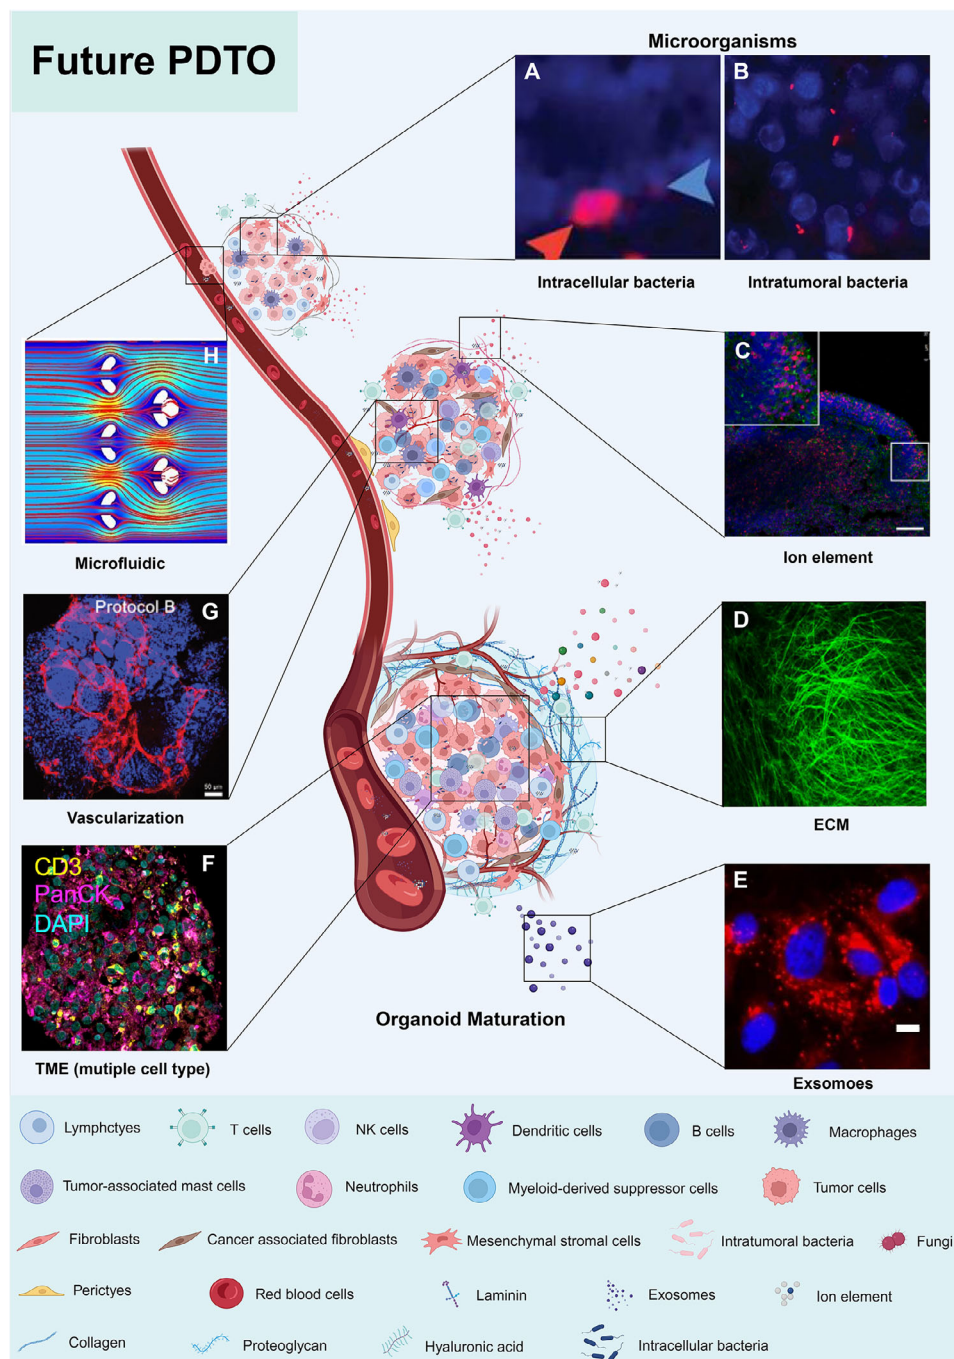 Future PDTO
Microorganisms
A
B
Intracellular bacteria
Intratumoral bacteria
H
C
Microfluidic
Ion element
Protocol B
G
50 µm
D
Vascularization
ECM
CD3
PanCK
DAPI
F
E
Organoid Maturation
TME (mutiple cell type)
Exsomoes
Lymphctyes
T cells
NK cells
Dendritic cells
B cells
Macrophages
Tumor-associated mast cells
Neutrophils
Myeloid-derived suppressor cells
Tumor cells
Fibroblasts
Cancer associated fibroblasts
Mesenchymal stromal cells
Intratumoral bacteria
Fungi
Perictyes
Red blood cells
Laminin
Exosomes
Ion element
Collagen
Proteoglycan
Hyaluronic acid
Intracellular bacteria